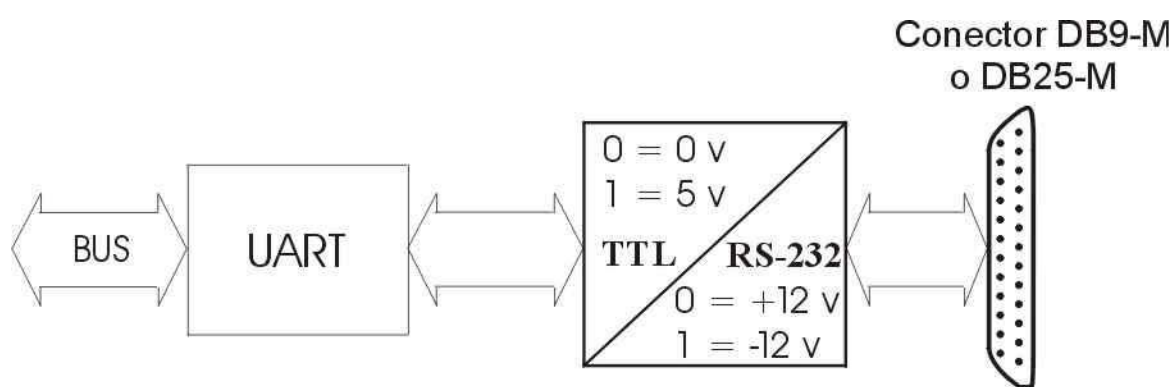 Conector DB9-M
o DB25-M
BUS
UART
0 = 0 v
1 = 5 v
TTL
RS-232
0 = +12 v
1 = -12 v